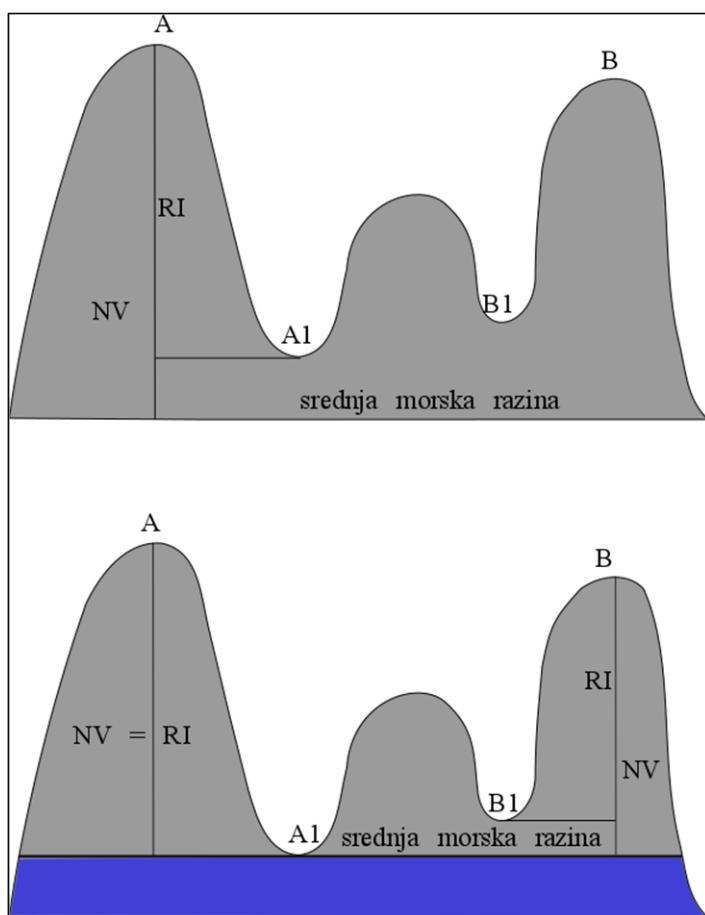 A
B
RI
NV
B1
A1
srednja morska razina
A
B
RI
NV = RI
NV
B1
A1
srednja morska razina